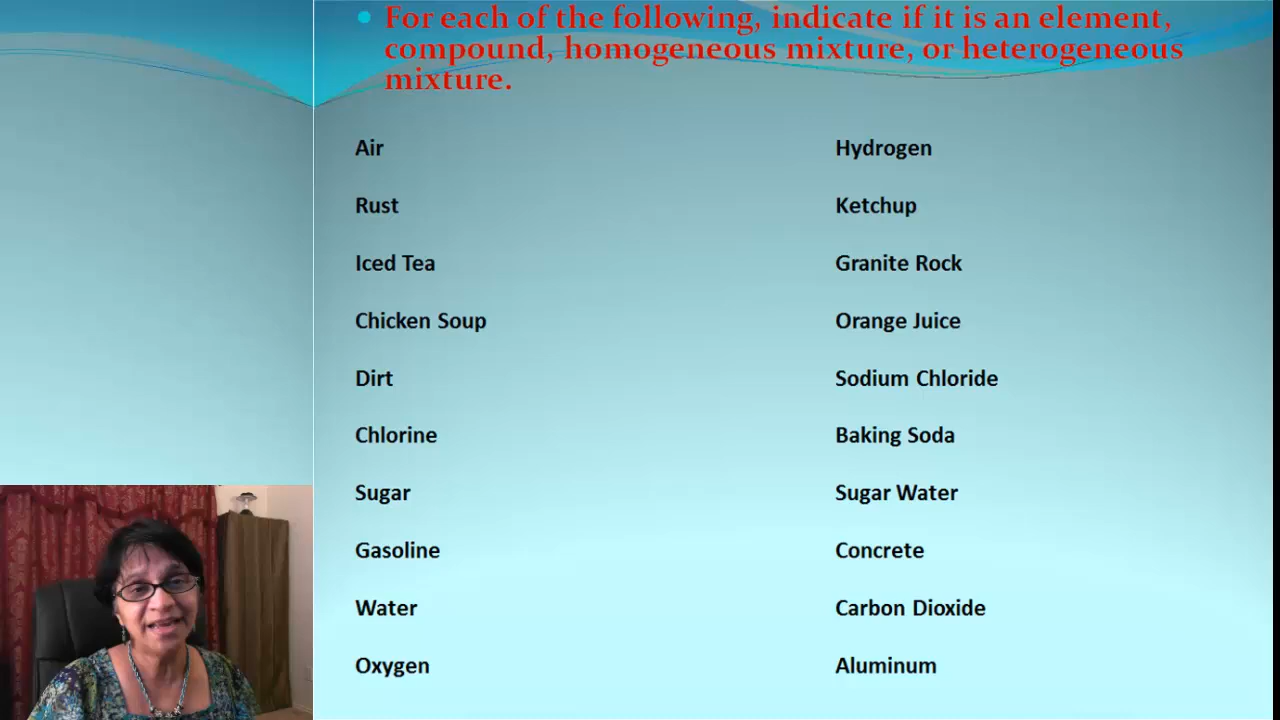 For each of the following, indicate if it is an element,
compound, homogeneous mixture, or heterogeneous
mixture.
Air
Rust
Iced Tea
Chicken Soup
Dirt
Chlorine
Sugar
Gasoline
Water
Oxygen
Hydrogen
Ketchup
Granite Rock
Orange Juice
Sodium Chloride
Baking Soda
Sugar Water
Concrete
Carbon Dioxide
Aluminum